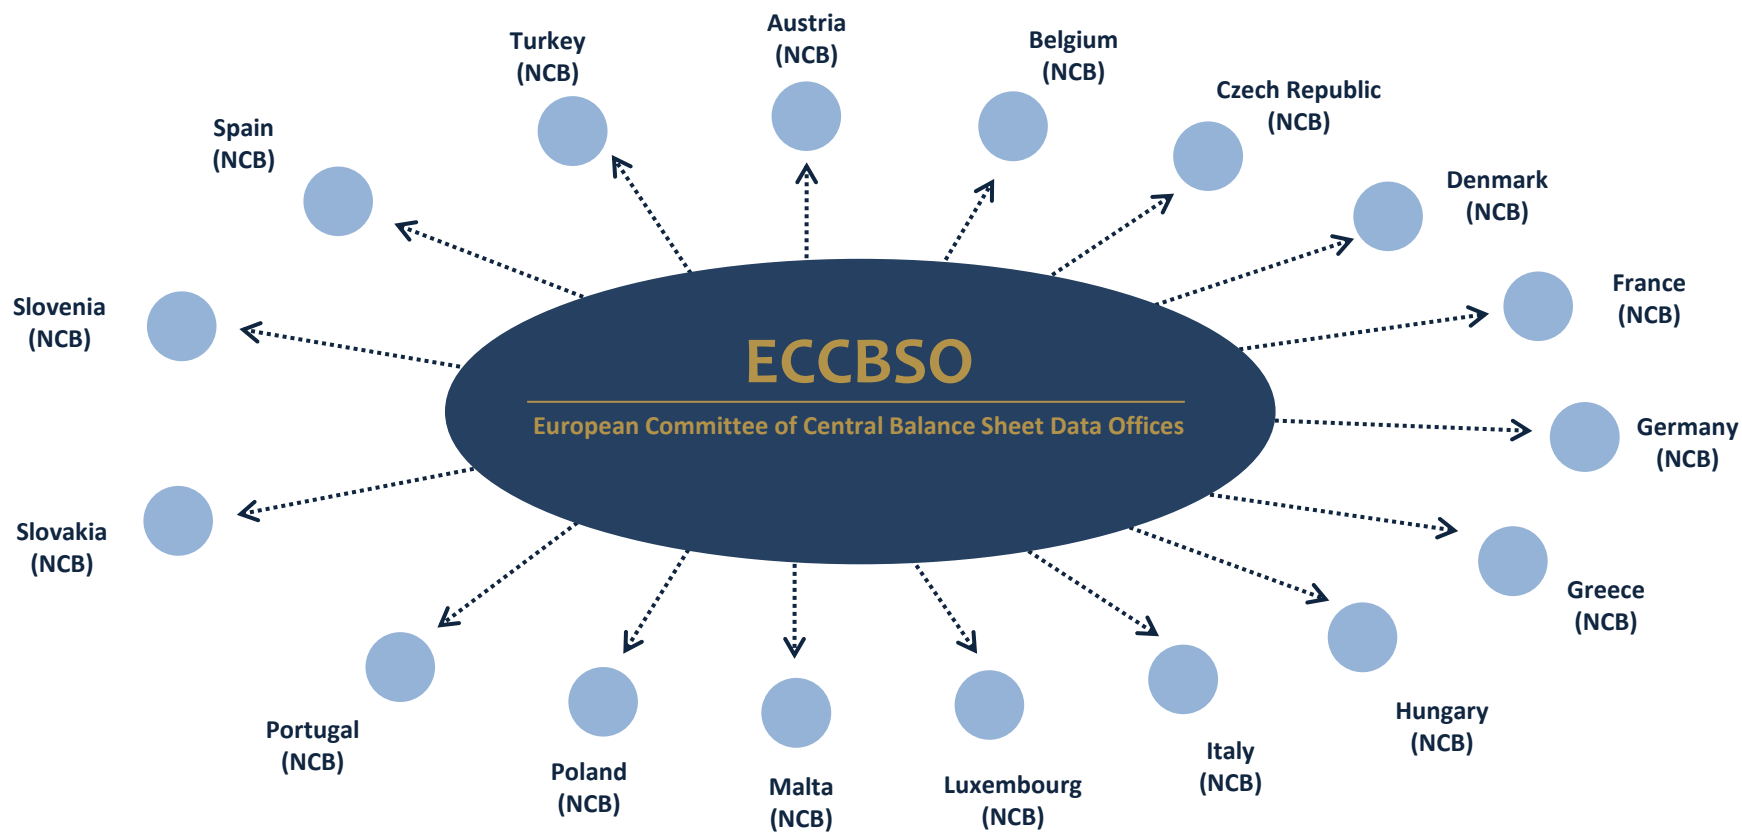 Austria
(NCB)
Belgium
(NCB)
Czech Republic
(NCB)
Denmark
(NCB)
France
(NCB)
Germany
(NCB)
Greece
(NCB)
Hungary
(NCB)
Italy
(NCB)
Luxembourg
(NCB)
Malta
(NCB)
Poland
(NCB)
Portugal
(NCB)
Slovakia
(NCB)
Slovenia
(NCB)
Spain
(NCB)
Turkey
(NCB)
ECCBSO
European Committee of Central Balance Sheet Data Offices